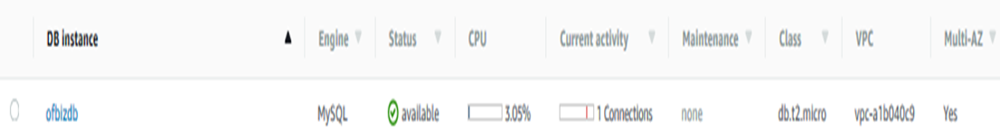 DB instance Engine Status CPU Current activity Maintenance Class VPC Multi-AZ
ofbizdb MySQL available 3.05% 1 Connections none db.t2.micro vpc-a1b040c9 Yes